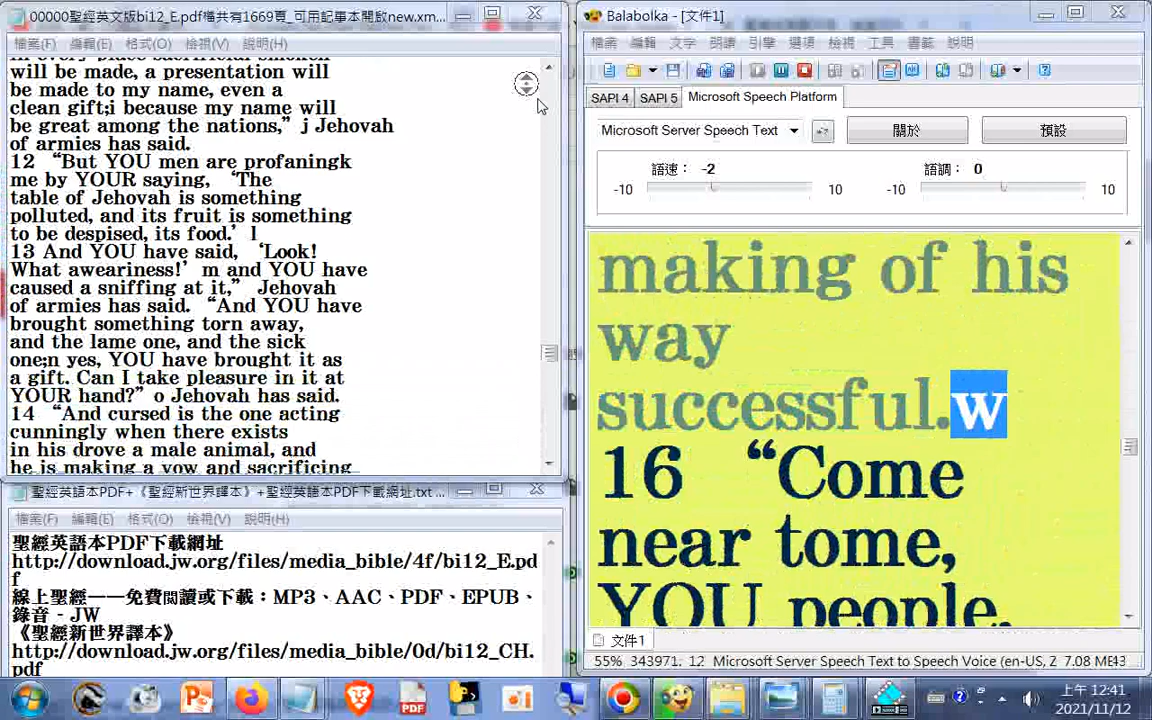 00000聖經英文版bi12_E.pdf檔共有1669頁_可用記事本開啟new.xm...
檔案(F) 編輯(E) 格式(O) 檢視(V) 說明(H)
in every place sacrificial smoke
will be made, a presentation will
be made to my name, even a
clean gift;i because my name will
be great among the nations,” j Jehovah
of armies has said.
12 “But YOU men are profaningk
me by YOUR saying, ‘The
table of Jehovah is something
polluted, and its fruit is something
to be despised, its food.’ l
13 And YOU have said, ‘Look!
What aweariness!’ m and YOU have
caused a sniffing at it,” Jehovah
of armies has said. “And YOU have
brought something torn away,
and the lame one, and the sick
one;n yes, YOU have brought it as
a gift. Can I take pleasure in it at
YOUR hand?” o Jehovah has said.
14 “And cursed is the one acting
cunningly when there exists
in his drove a male animal, and
he is making a vow and sacrificing
聖經英語本PDF+《聖經新世界譯本》+聖經英語本PDF下載網址.txt ...
檔案(F) 編輯(E) 格式(O) 檢視(V) 說明(H)
聖經英語本PDF下載網址
http://download.jw.org/files/media_bible/4f/bi12_E.pd
f
線上聖經——免費閱讀或下載：MP3、AAC、PDF、EPUB、
錄音 - JW
《聖經新世界譯本》
http://download.jw.org/files/media_bible/0d/bi12_CH.
pdf
Balabolka - [文件1]
檔案 編輯 文字 朗讀 引擎 選項 檢視 工具 書籤 說明
SAPI 4 SAPI 5 Microsoft Speech Platform
Microsoft Server Speech Text 關於 預設
語速： -2 語調： 0
-10 10 -10 10
making of his
way
successful.w
16 “Come
near tome,
YOU people,
文件1
55% 343971. 12 Microsoft Server Speech Text to Speech Voice (en-US, Z 7.08 ME43
上午 12:41
2021/11/12